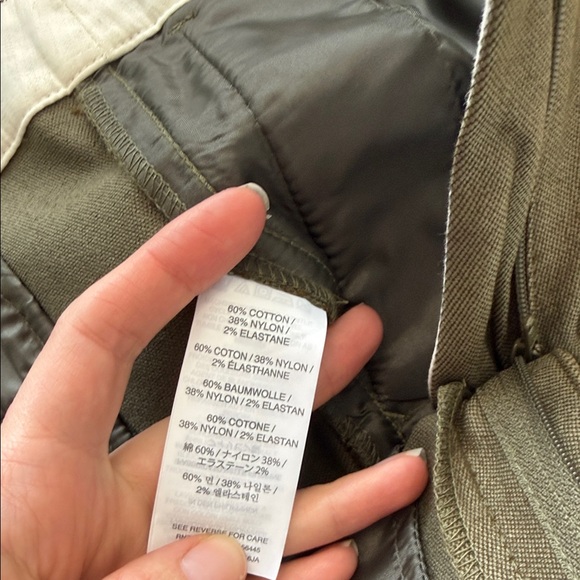 60% COTTON /
38% NYLON /
2% ELASTANE
60% COTON / 38% NYLON /
2% ÉLASTHANNE
60% BAUMWOLLE /
38% NYLON / 2% ELASTAN
60% COTONE /
38% NYLON / 2% ELASTAN
綿 60% / ナイロン 38% /
エラステーン 2%
60% 면 / 38% 나일론 /
2% 엘라스테인
SEE REVERSE FOR CARE